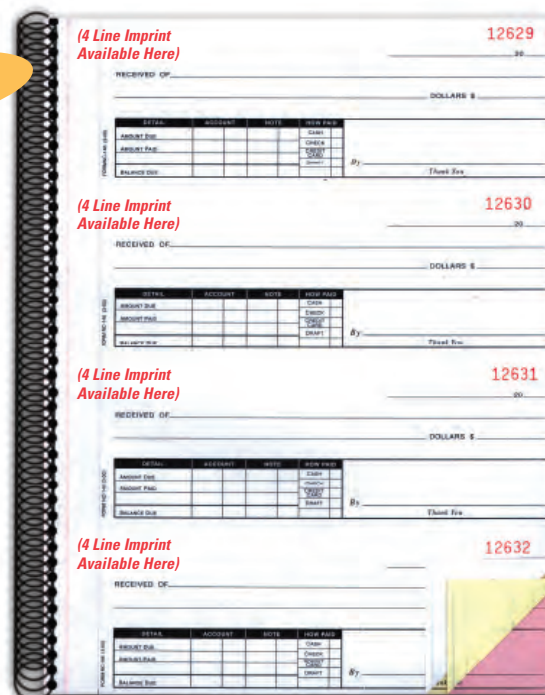 (4 Line Imprint
Available Here)
12629
20
RECEIVED OF
DOLLARS $
DETAIL ACCOUNT NOTE HOW PAID
AMOUNT DUE CASH
AMOUNT PAID CHECK
CREDIT CARD
BALANCE DUE
By
Thank You
(4 Line Imprint
Available Here)
12630
20
RECEIVED OF
DOLLARS $
DETAIL ACCOUNT NOTE HOW PAID
AMOUNT DUE CASH
AMOUNT PAID CHECK
CREDIT CARD
BALANCE DUE DRAFT
By
Thank You
(4 Line Imprint
Available Here)
12631
20
RECEIVED OF
DOLLARS $
DETAIL ACCOUNT NOTE HOW PAID
AMOUNT DUE CASH
AMOUNT PAID CHECK
CREDIT CARD
BALANCE DUE DRAFT
By
Thank You
(4 Line Imprint
Available Here)
12632
RECEIVED OF
DETAIL ACCOUNT NOTE HOW PAID
AMOUNT DUE CASH
AMOUNT PAID CHECK
CREDIT CARD
BALANCE DUE DRAFT
By